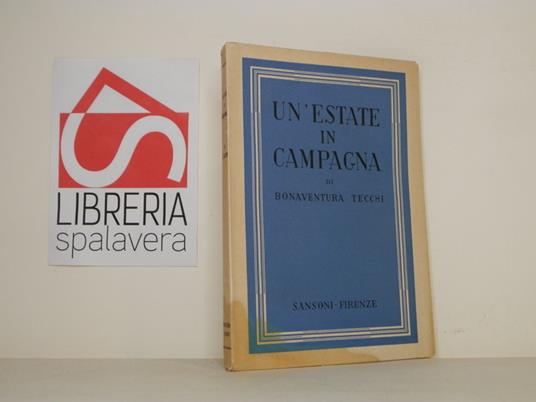 LIBRERIA
spalavera
UN'ESTATE
IN
CAMPAGNA
DI
BONAVENTURA TECCHI
SANSONI-FIRENZE